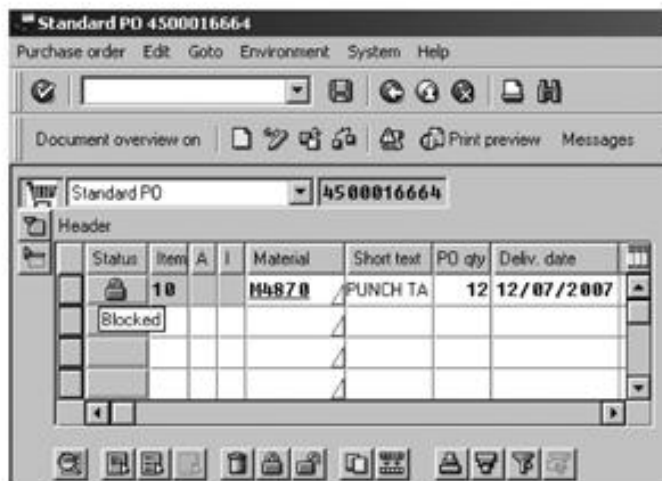 Standard PO 4500016664
Purchase order Edit Goto Environment System Help
Document overview on Print preview Messages
Standard PO 4500016664
Header
Status Item A I Material Short text PO qty Deliv. date
10 M4870 PUNCH TA 12 12/07/2007
Blocked